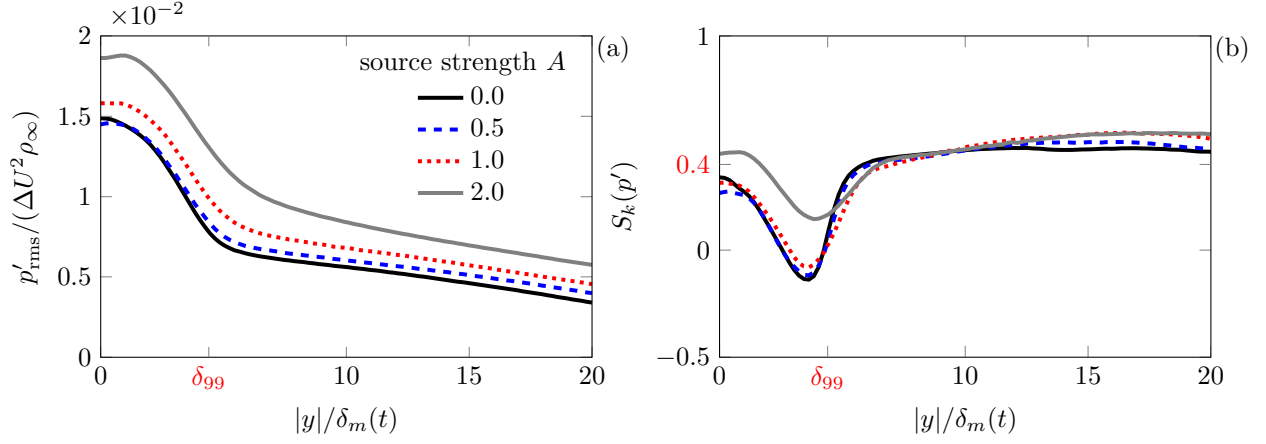 ×10−2
2
1.5
1
0.5
0
p′rms/(ΔU²ρ∞)
(a)
source strength A
0.0
0.5
1.0
2.0
0
δ99
10
15
20
|y|/δm(t)
1
0.4
0
−0.5
Sk(p′)
(b)
0
δ99
10
15
20
|y|/δm(t)